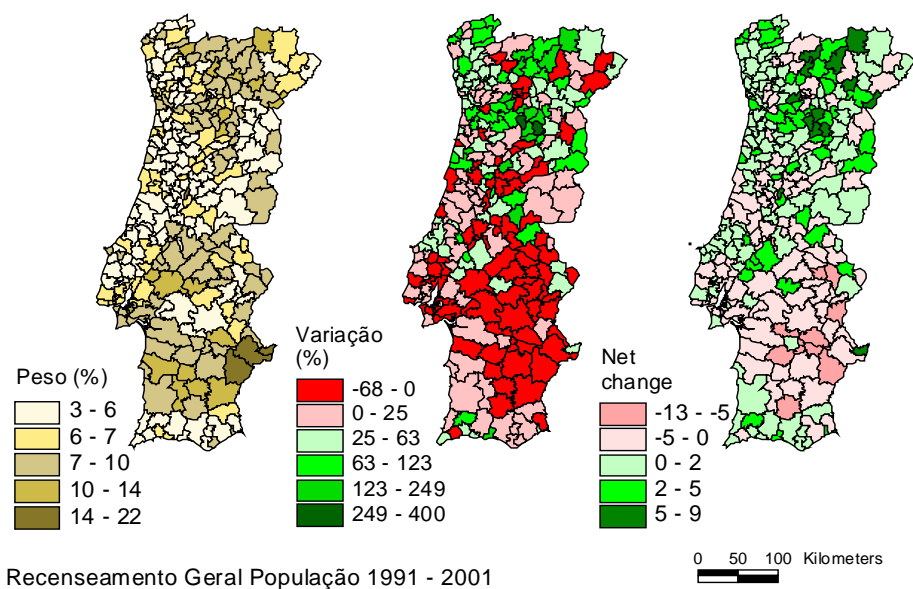 Peso (%)
3 - 6
6 - 7
7 - 10
10 - 14
14 - 22
Variação
(%)
-68 - 0
0 - 25
25 - 63
63 - 123
123 - 249
249 - 400
Net
change
-13 - -5
-5 - 0
0 - 2
2 - 5
5 - 9
0 50 100 Kilometers
Recenseamento Geral População 1991 - 2001